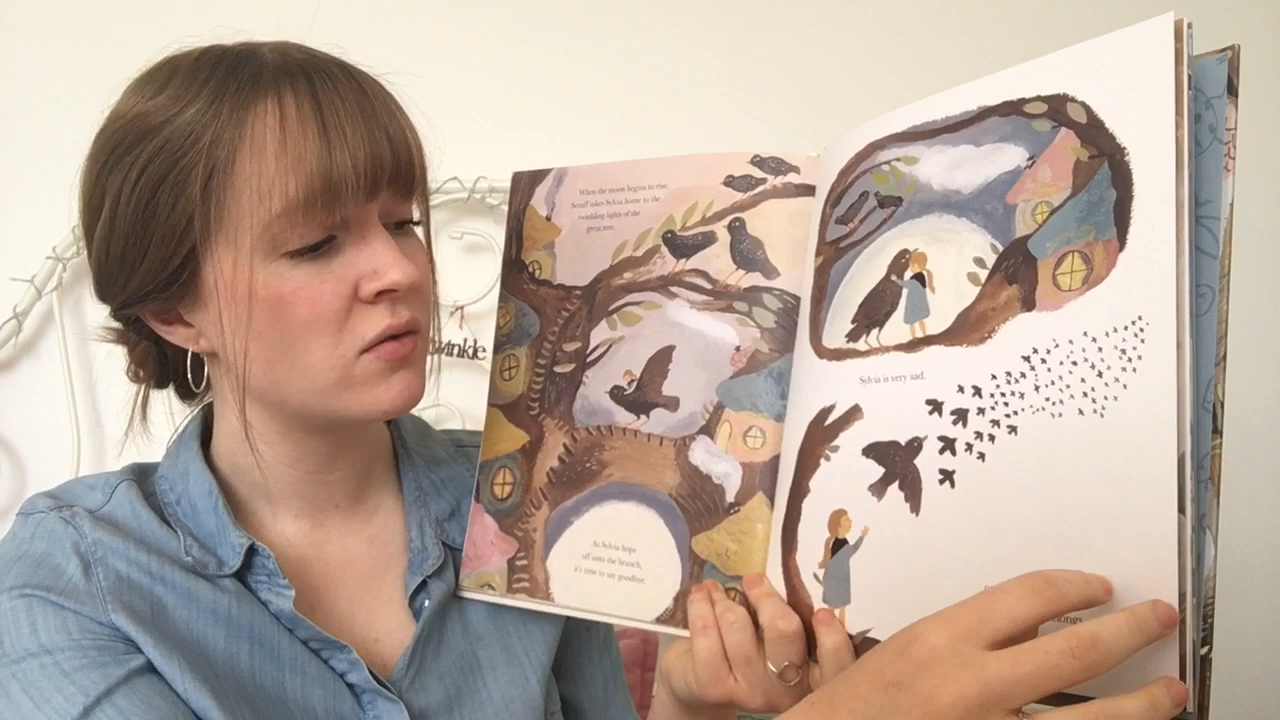 When the moon begins to rise,
Scruff takes Sylvia home to the
twinkling lights of the
great tree.
winkle
As Sylvia hops
off onto the branch,
it's time to say goodbye.
Sylvia is very sad.